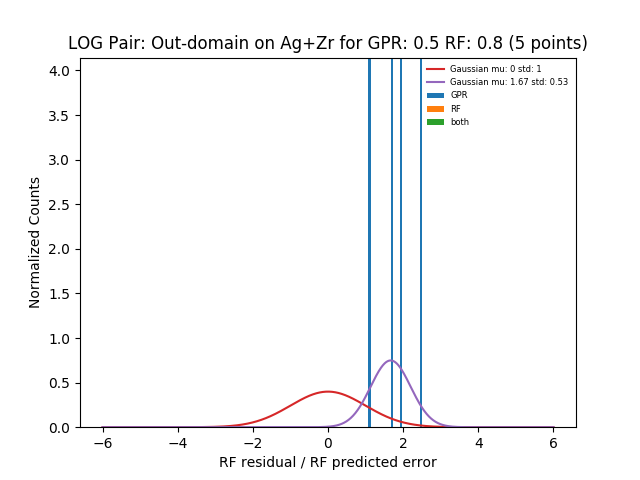 LOG Pair: Out-domain on Ag+Zr for GPR: 0.5 RF: 0.8 (5 points)
Gaussian mu: 0 std: 1
Gaussian mu: 1.67 std: 0.53
GPR
RF
both
Normalized Counts
4.0
3.5
3.0
2.5
2.0
1.5
1.0
0.5
0.0
−6 −4 −2 0 2 4 6
RF residual / RF predicted error